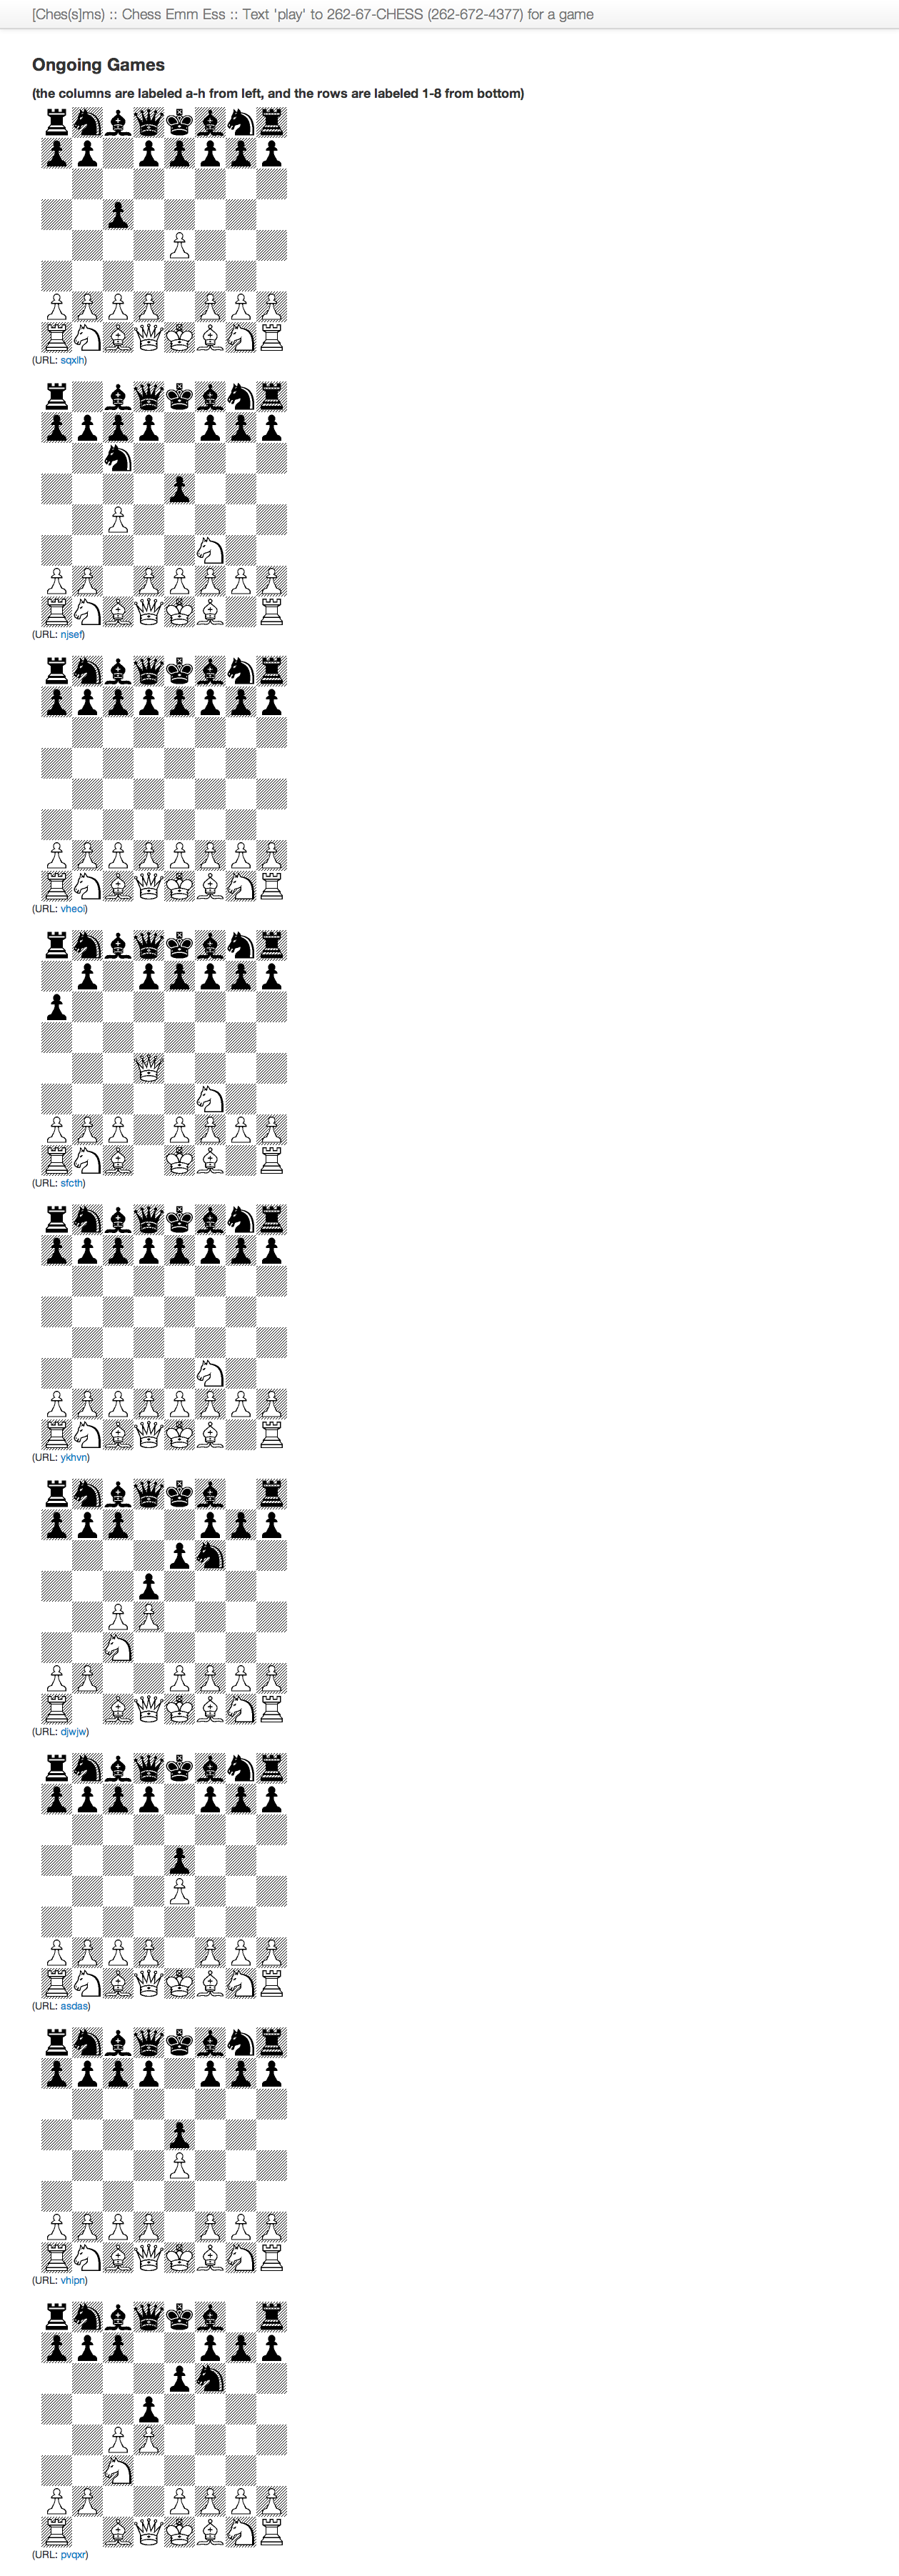 [Ches(s]ms) :: Chess Emm Ess :: Text 'play' to 262-67-CHESS (262-672-4377) for a game
Ongoing Games
(the columns are labeled a-h from left, and the rows are labeled 1-8 from bottom)
(URL: sqxlh)
(URL: njsef)
(URL: vheoi)
(URL: sfcth)
(URL: ykhvn)
(URL: djwjw)
(URL: asdas)
(URL: vhipn)
(URL: pvqxr)